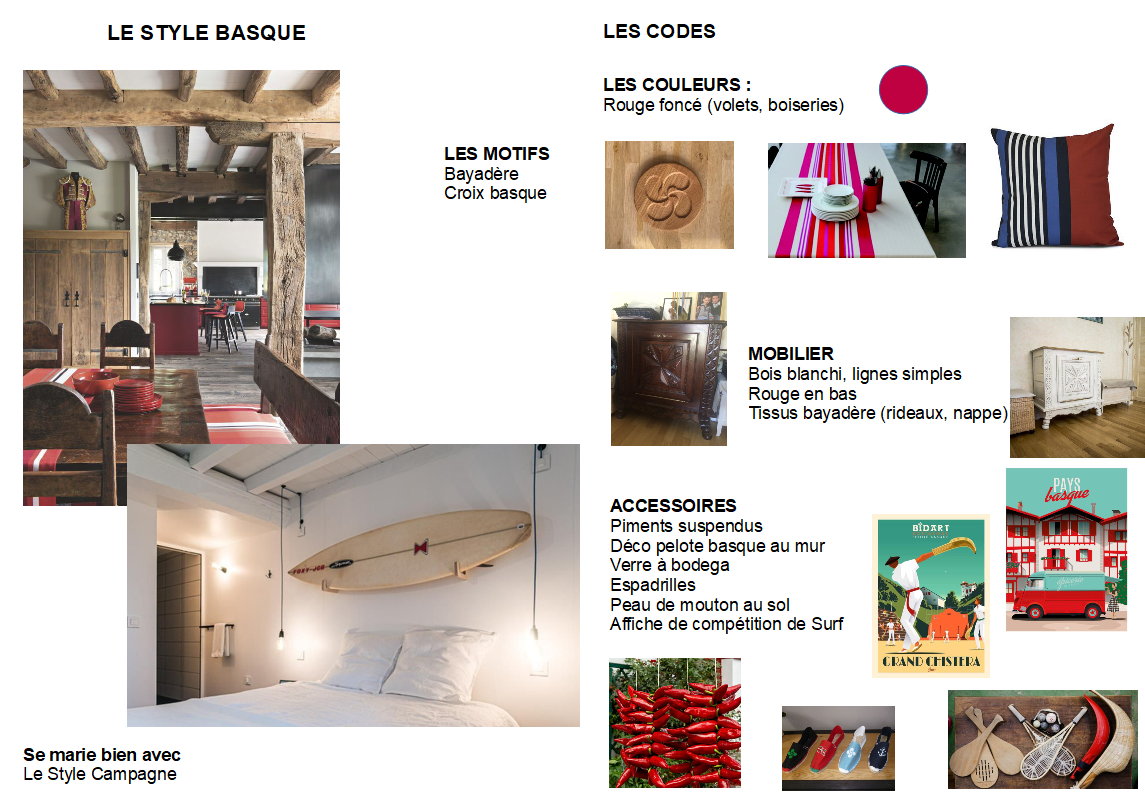 LE STYLE BASQUE
LES CODES
LES COULEURS :
Rouge foncé (volets, boiseries)
LES MOTIFS
Bayadère
Croix basque
MOBILIER
Bois blanchi, lignes simples
Rouge en bas
Tissus bayadère (rideaux, nappe)
ACCESSOIRES
Piments suspendus
Déco pelote basque au mur
Verre à bodega
Espadrilles
Peau de mouton au sol
Affiche de compétition de Surf
PAYS
basque
BIDART
GRAND CHISTERA
Se marie bien avec
Le Style Campagne